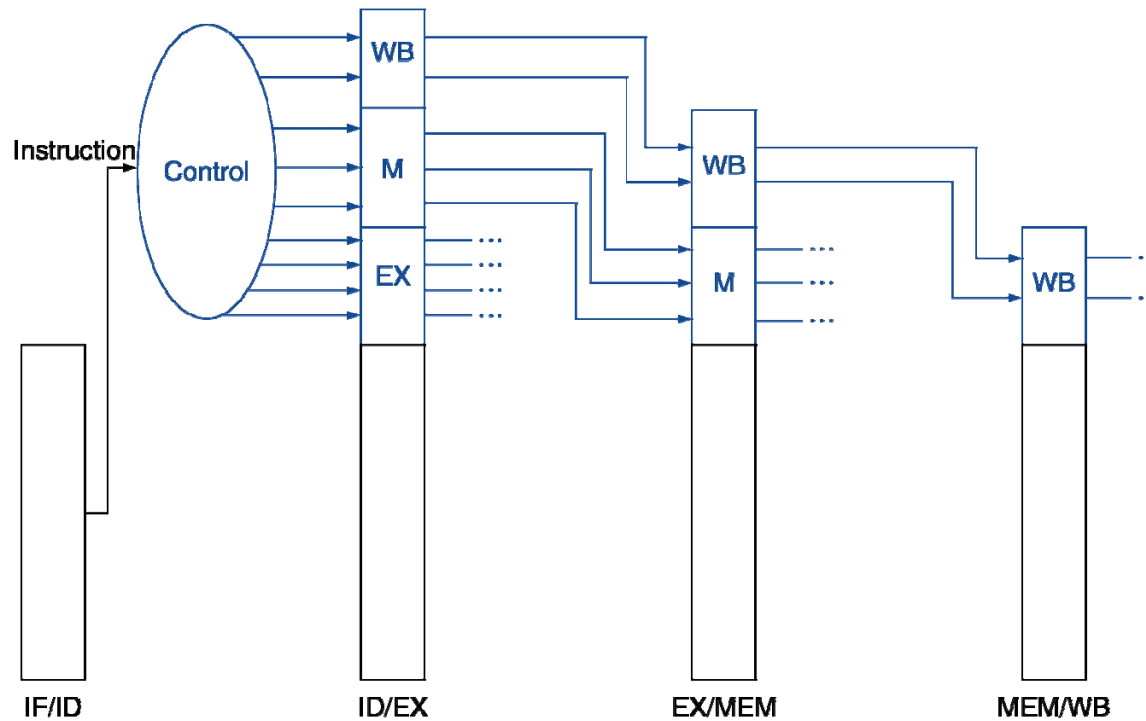 WB
Instruction
Control
M
WB
EX
M
WB
IF/ID
ID/EX
EX/MEM
MEM/WB